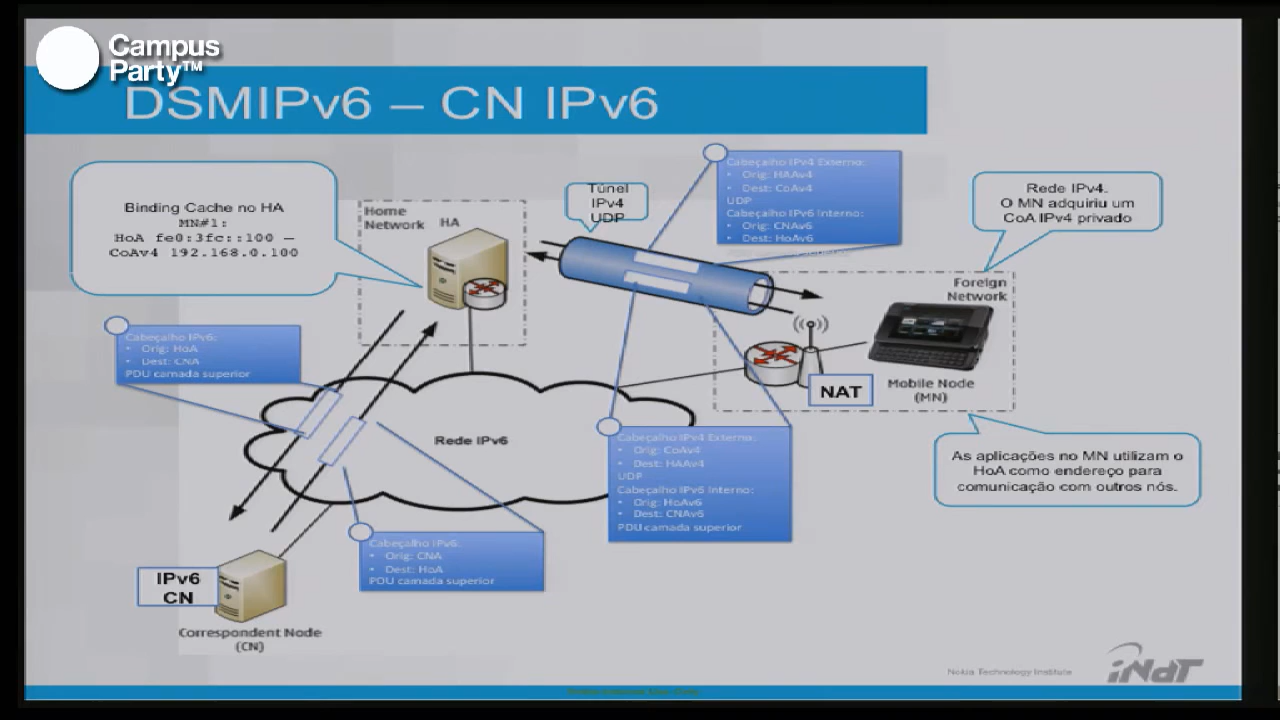 Campus
Party™
DSMIPv6 – CN IPv6
Binding Cache no HA
MN#1:
HoA fe0:3fc::100 –
CoAv4 192.168.0.100
Home
Network
HA
Túnel
IPv4
UDP
Cabeçalho IPv4 Externo:
• Orig: HAAv4
• Dest: CoAv4
UDP
Cabeçalho IPv6 Interno:
• Orig: CNAv6
• Dest: HoAv6
Rede IPv4.
O MN adquiriu um
CoA IPv4 privado
Foreign
Network
NAT
Mobile Node
(MN)
Cabeçalho IPv6:
• Orig: HoA
• Dest: CNA
PDU camada superior
Rede IPv6
Cabeçalho IPv4 Externo:
• Orig: CoAv4
• Dest: HAAv4
UDP
Cabeçalho IPv6 Interno:
• Orig: HoAv6
• Dest: CNAv6
PDU camada superior
As aplicações no MN utilizam o
HoA como endereço para
comunicação com outros nós.
Cabeçalho IPv6:
• Orig: CNA
• Dest: HoA
PDU camada superior
IPv6
CN
Correspondent Node
(CN)
Nokia Technology Institute
iNdT